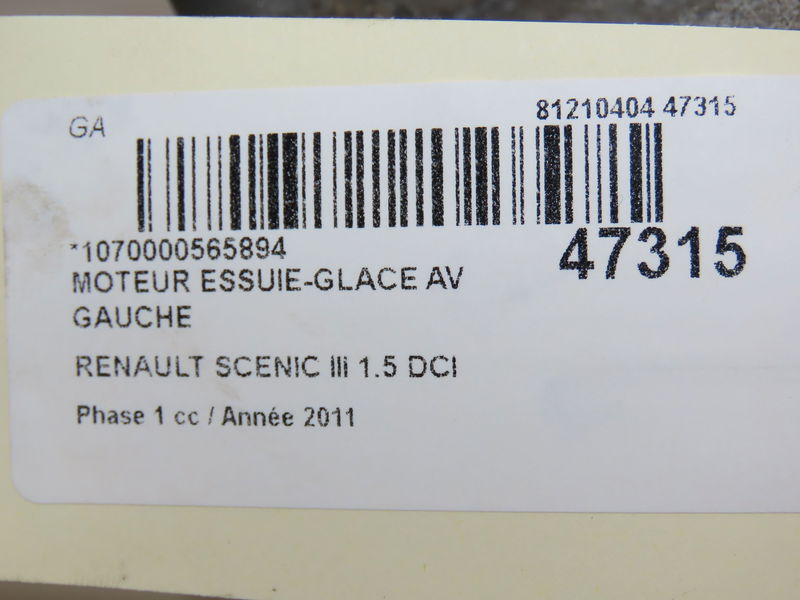 GA
81210404 47315
*1070000565894
47315
MOTEUR ESSUIE-GLACE AV
GAUCHE
RENAULT SCENIC IIi 1.5 DCI
Phase 1 cc / Année 2011